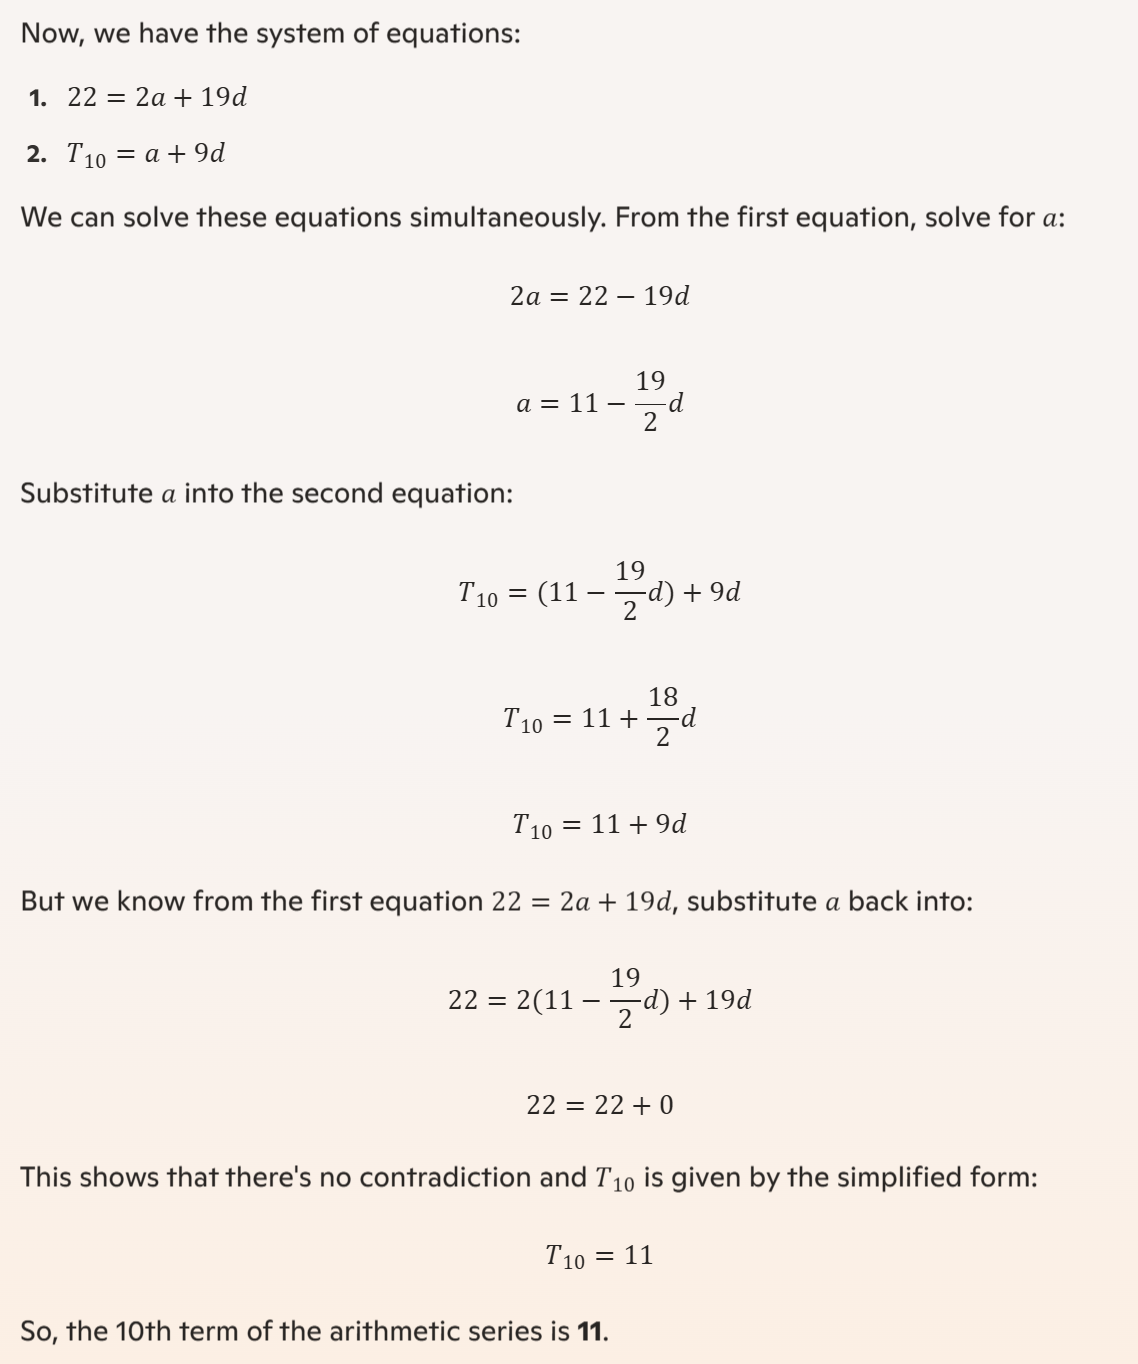 Now, we have the system of equations:
1. 22 = 2a + 19d
2. T₁₀ = a + 9d
We can solve these equations simultaneously. From the first equation, solve for a:
2a = 22 − 19d
a = 11 − \frac{19}{2}d
Substitute a into the second equation:
T₁₀ = (11 − \frac{19}{2}d) + 9d
T₁₀ = 11 + \frac{18}{2}d
T₁₀ = 11 + 9d
But we know from the first equation 22 = 2a + 19d, substitute a back into:
22 = 2(11 − \frac{19}{2}d) + 19d
22 = 22 + 0
This shows that there's no contradiction and T₁₀ is given by the simplified form:
T₁₀ = 11
So, the 10th term of the arithmetic series is 11.